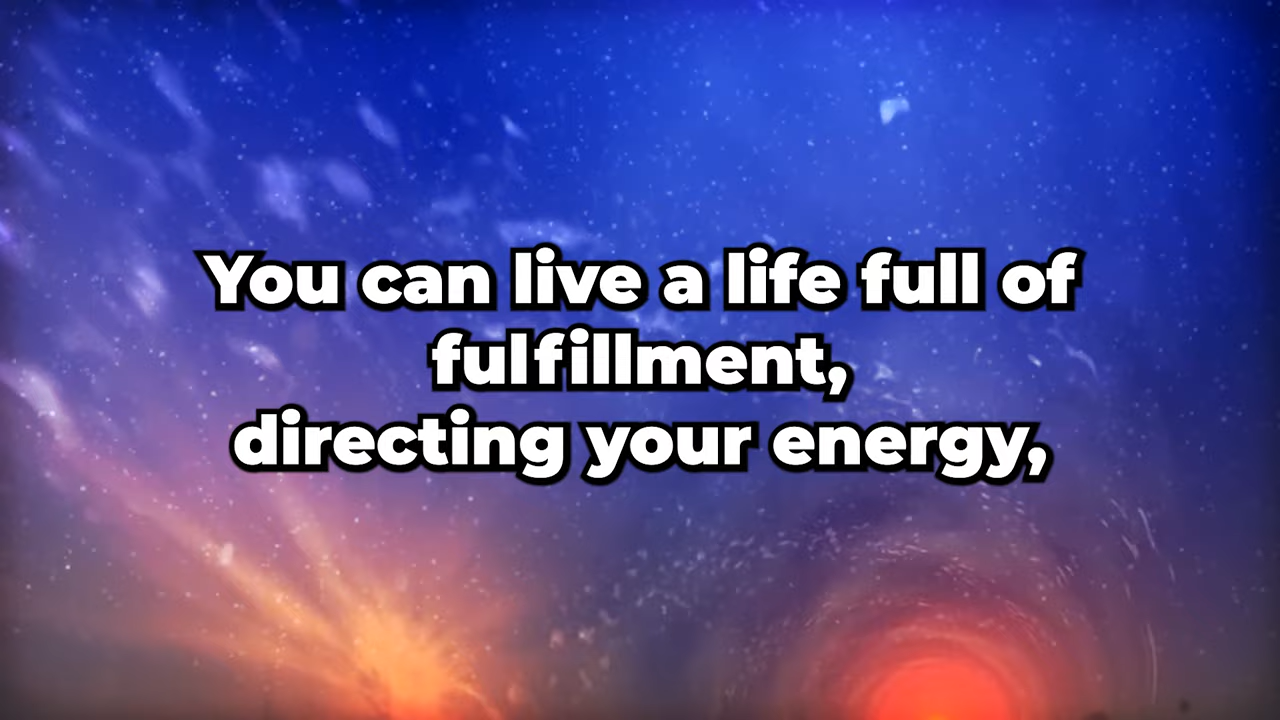 You can live a life full of
fulfillment,
directing your energy,